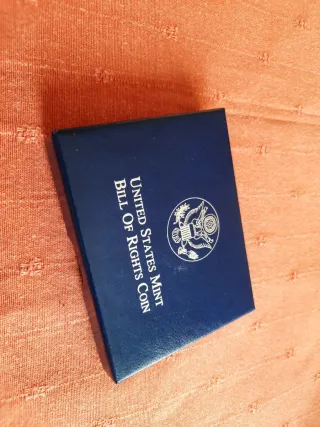 UNITED STATES MINT
BILL OF RIGHTS COIN